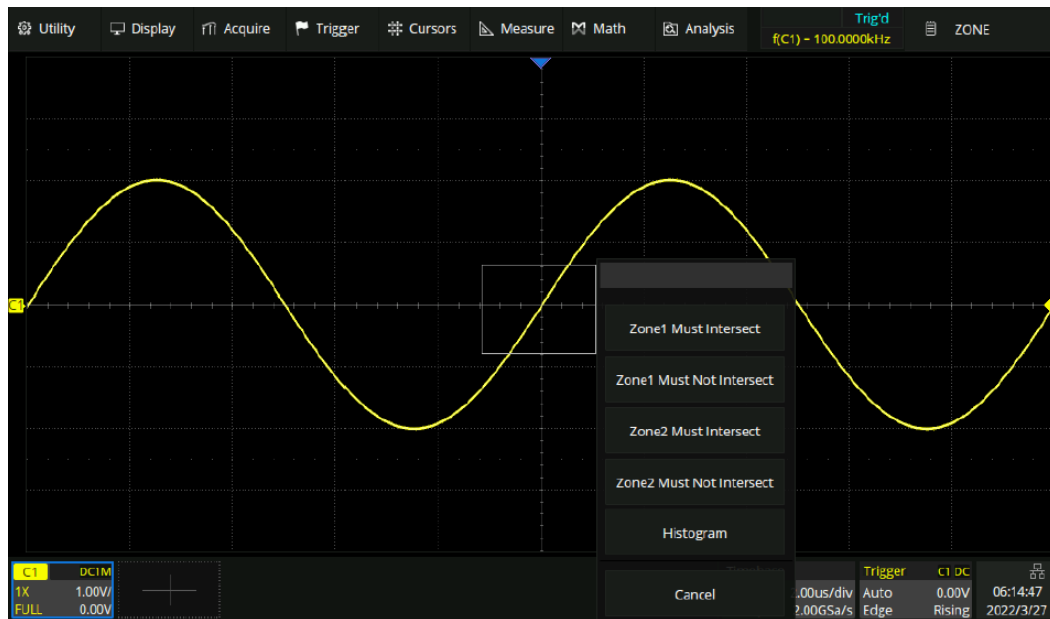 Utility
Display
Acquire
Trigger
Cursors
Measure
Math
Analysis
Trig'd
f(C1) = 100.0000kHz
ZONE
C1
Zone1 Must Intersect
Zone1 Must Not Intersect
Zone2 Must Intersect
Zone2 Must Not Intersect
Histogram
Cancel
C1 DC1M
1X 1.00V/
FULL 0.00V
.00us/div
2.00GSa/s
Trigger C1 DC
Auto 0.00V
Edge Rising
06:14:47
2022/3/27